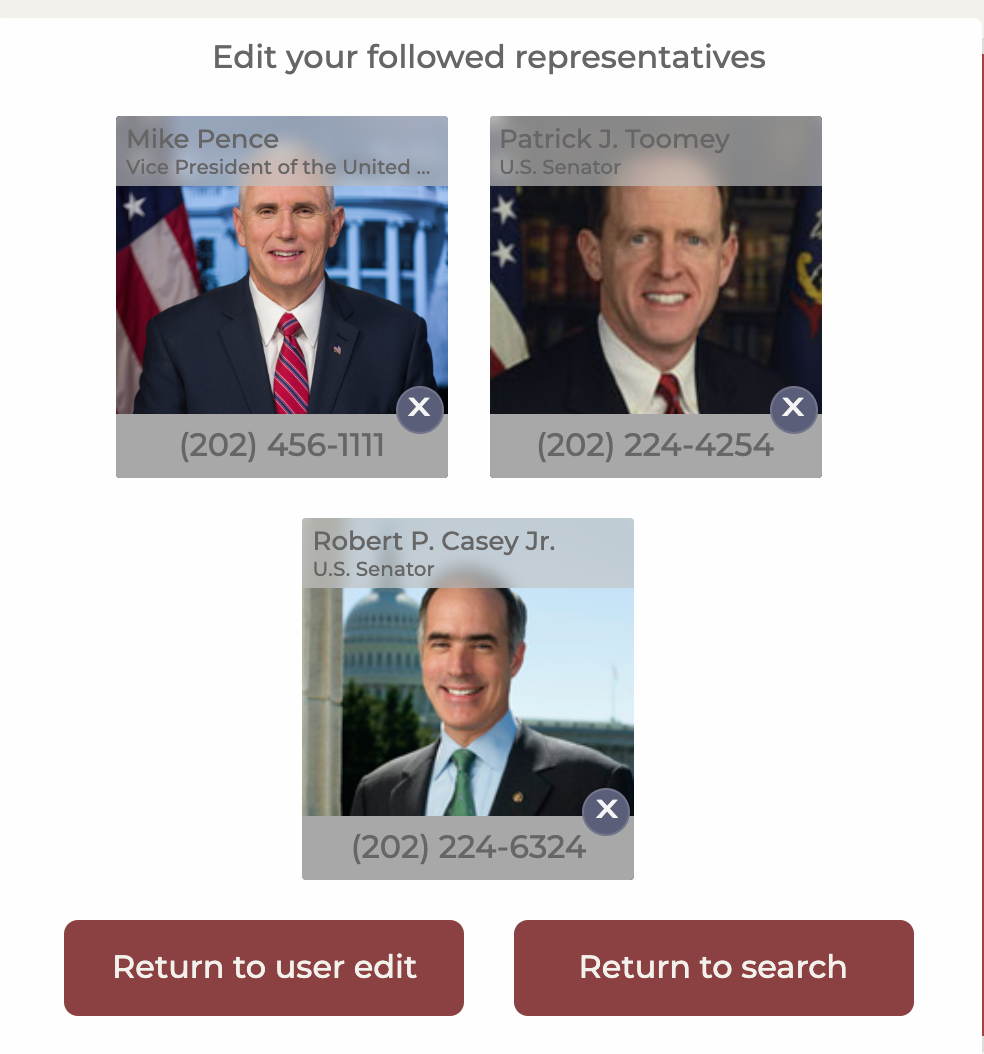 Edit your followed representatives
Mike Pence
Vice President of the United ...
Patrick J. Toomey
U.S. Senator
X
X
(202) 456-1111
(202) 224-4254
Robert P. Casey Jr.
U.S. Senator
X
(202) 224-6324
Return to user edit
Return to search